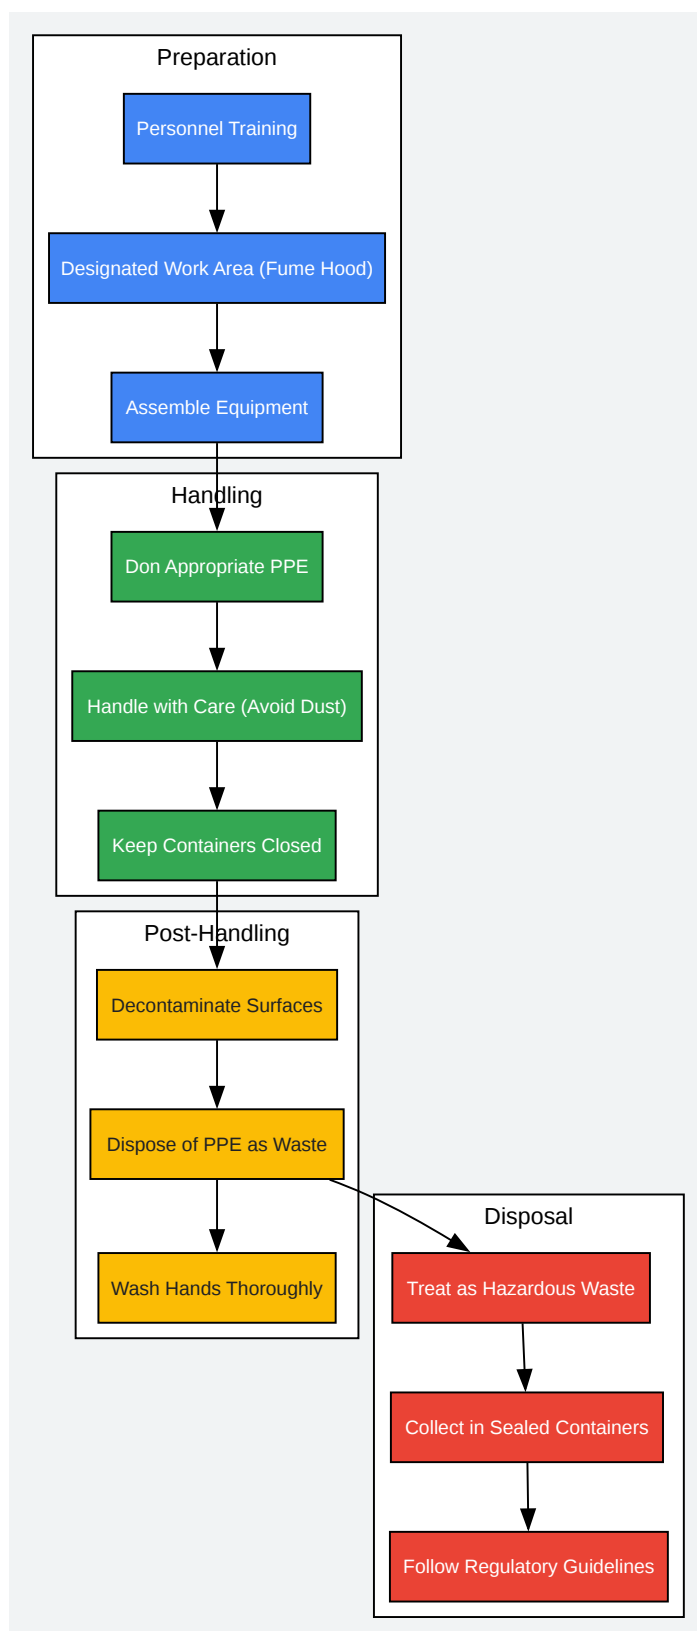 Preparation
Personnel Training
Designated Work Area (Fume Hood)
Assemble Equipment
Handling
Don Appropriate PPE
Handle with Care (Avoid Dust)
Keep Containers Closed
Post-Handling
Decontaminate Surfaces
Dispose of PPE as Waste
Wash Hands Thoroughly
Disposal
Treat as Hazardous Waste
Collect in Sealed Containers
Follow Regulatory Guidelines